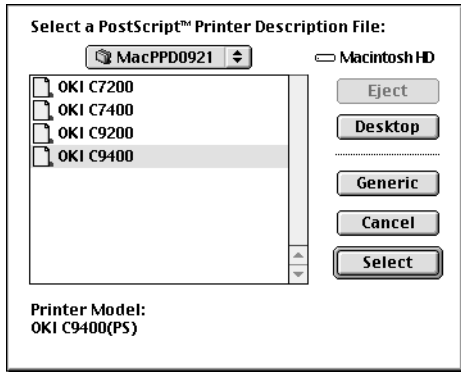 Select a PostScript™ Printer Description File:
MacPPD0921
Macintosh HD
OKI C7200
OKI C7400
OKI C9200
OKI C9400
Eject
Desktop
Generic
Cancel
Select
Printer Model:
OKI C9400(PS)